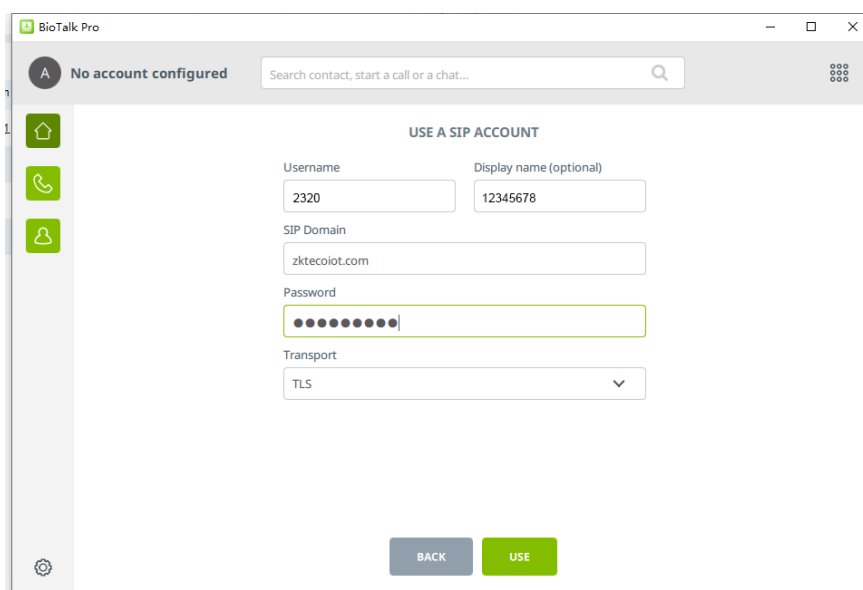 BioTalk Pro
A No account configured
Search contact, start a call or a chat...
USE A SIP ACCOUNT
Username Display name (optional)
2320 12345678
SIP Domain
zktecoiot.com
Password
●●●●●●●●●
Transport
TLS
BACK USE